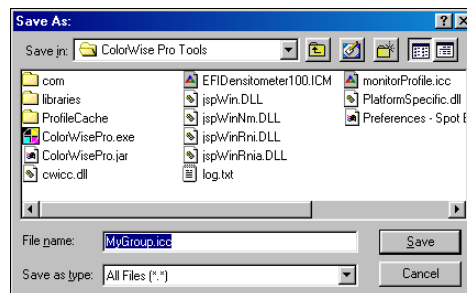 Save As:
Save in: ColorWise Pro Tools
com
libraries
ProfileCache
ColorWisePro.exe
ColorWisePro.jar
cwicc.dll
EFIDensitometer100.ICM
jspWin.DLL
jspWinNm.DLL
jspWinRni.DLL
jspWinRnia.DLL
log.txt
monitorProfile.icc
PlatformSpecific.dll
Preferences - Spot
File name: MyGroup.icc
Save
Save as type: All Files (*.*)
Cancel